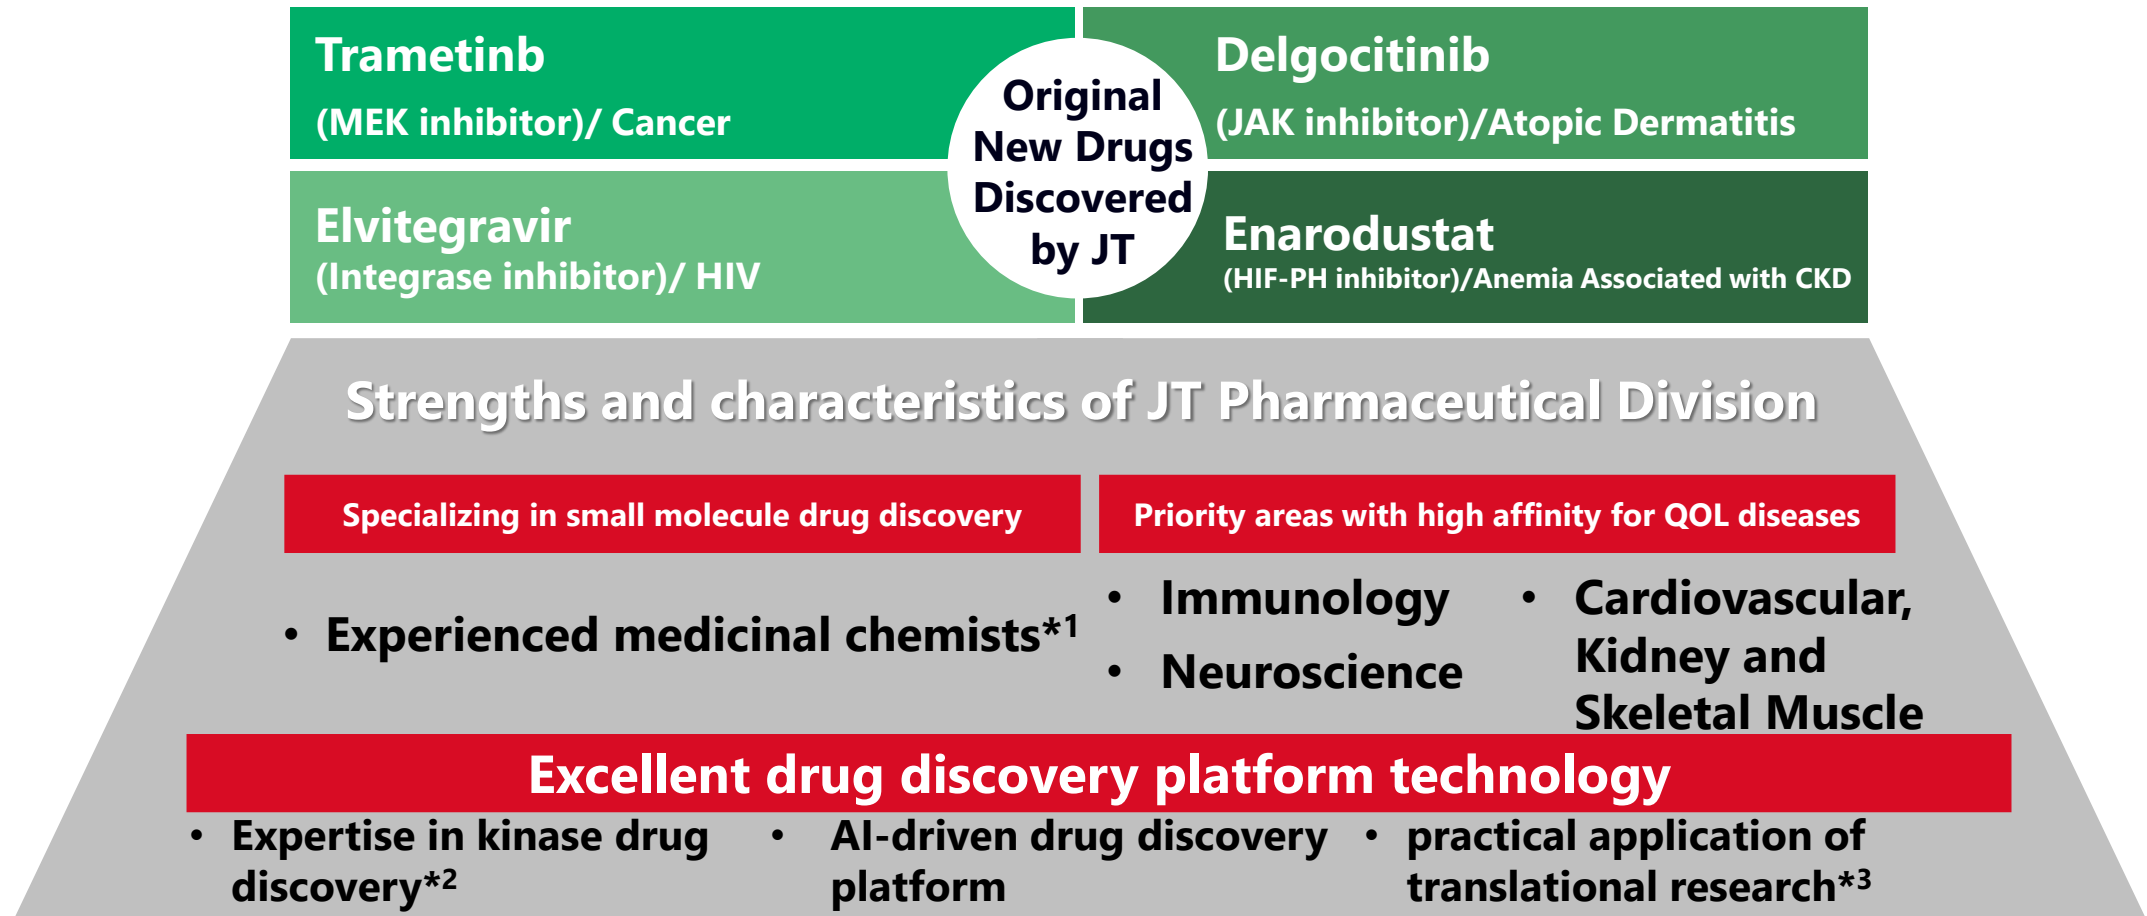 Trametinb
(MEK inhibitor)/ Cancer
Delgocitinib
(JAK inhibitor)/Atopic Dermatitis
Original
New Drugs
Discovered
by JT
Elvitegravir
(Integrase inhibitor)/ HIV
Enarodustat
(HIF-PH inhibitor)/Anemia Associated with CKD
Strengths and characteristics of JT Pharmaceutical Division
Specializing in small molecule drug discovery
• Experienced medicinal chemists*1
Priority areas with high affinity for QOL diseases
• Immunology
• Neuroscience
• Cardiovascular,
Kidney and
Skeletal Muscle
Excellent drug discovery platform technology
• Expertise in kinase drug
discovery*2
• AI-driven drug discovery
platform
• practical application of
translational research*3